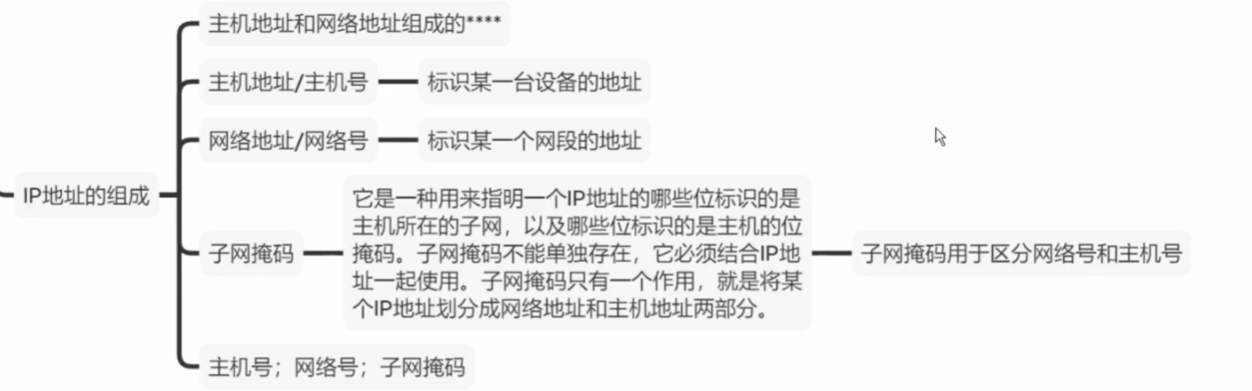 主机地址和网络地址组成的****
主机地址/主机号
标识某一台设备的地址
网络地址/网络号
标识某一个网段的地址
IP地址的组成
它是一种用来指明一个IP地址的哪些位标识的是
主机所在的子网，以及哪些位标识的是主机的位
掩码。子网掩码不能单独存在，它必须结合IP地
址一起使用。子网掩码只有一个作用，就是将某
个IP地址划分成网络地址和主机地址两部分。
子网掩码
子网掩码用于区分网络号和主机号
主机号；网络号；子网掩码